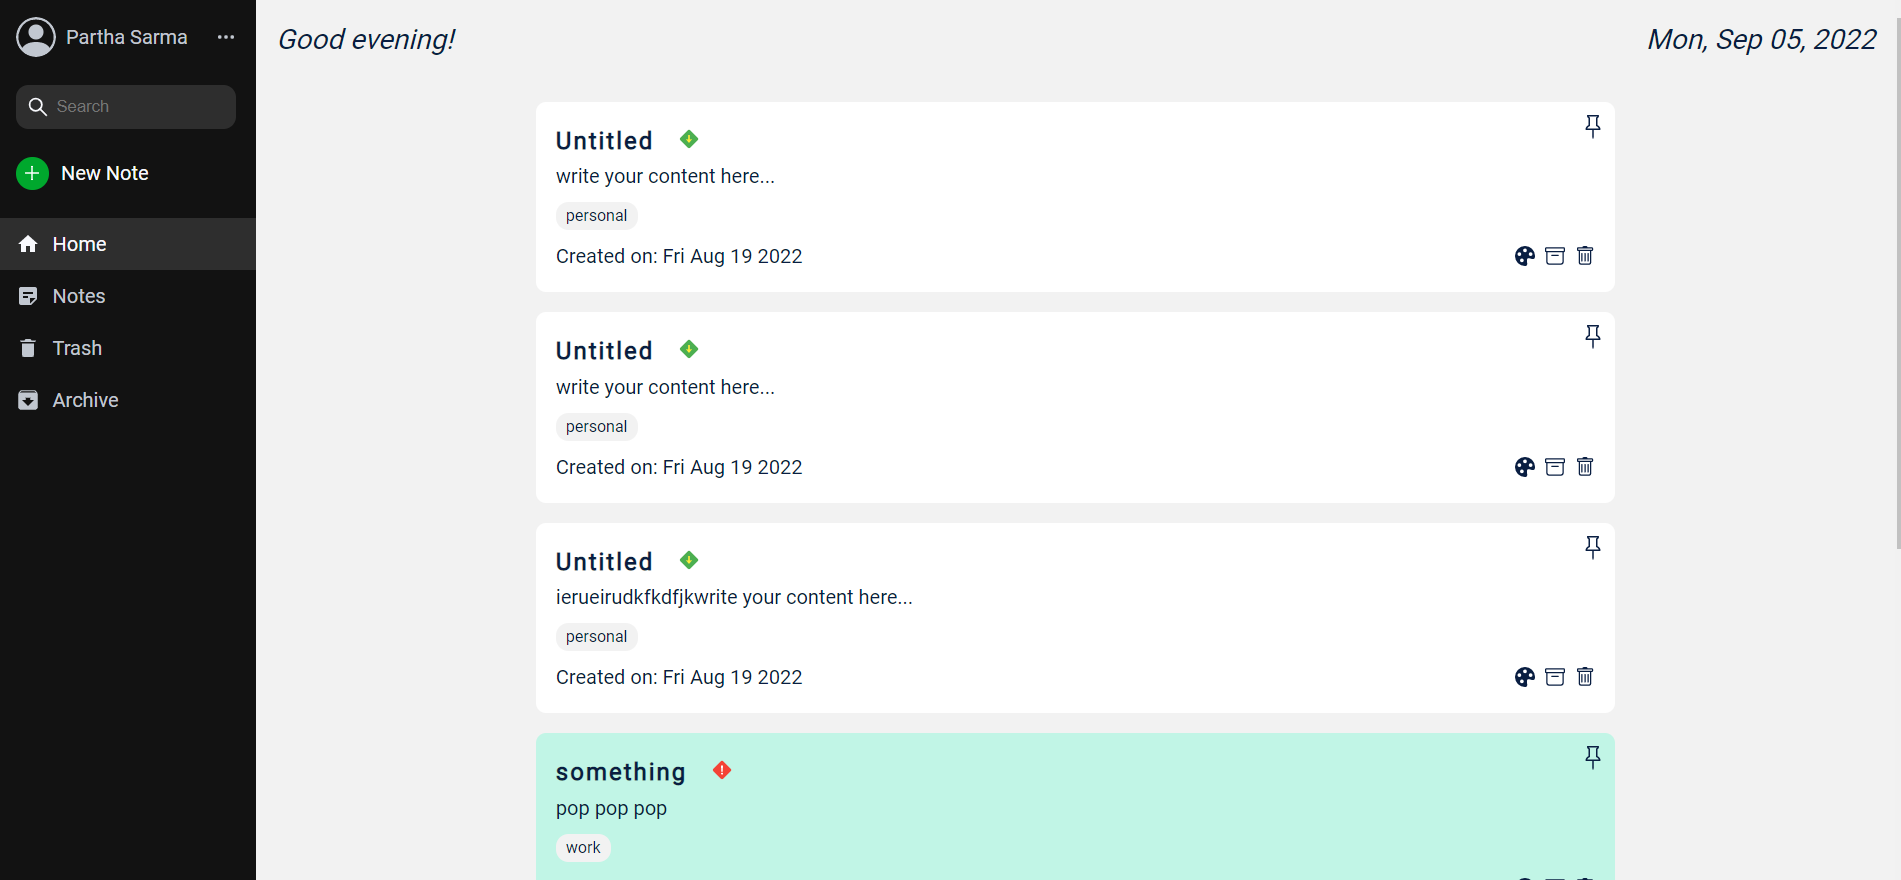 Partha Sarma
Search
New Note
Home
Notes
Trash
Archive
Good evening!
Mon, Sep 05, 2022
Untitled
write your content here...
personal
Created on: Fri Aug 19 2022
Untitled
write your content here...
personal
Created on: Fri Aug 19 2022
Untitled
ierueirudkfkdfjkwrite your content here...
personal
Created on: Fri Aug 19 2022
something
pop pop pop
work